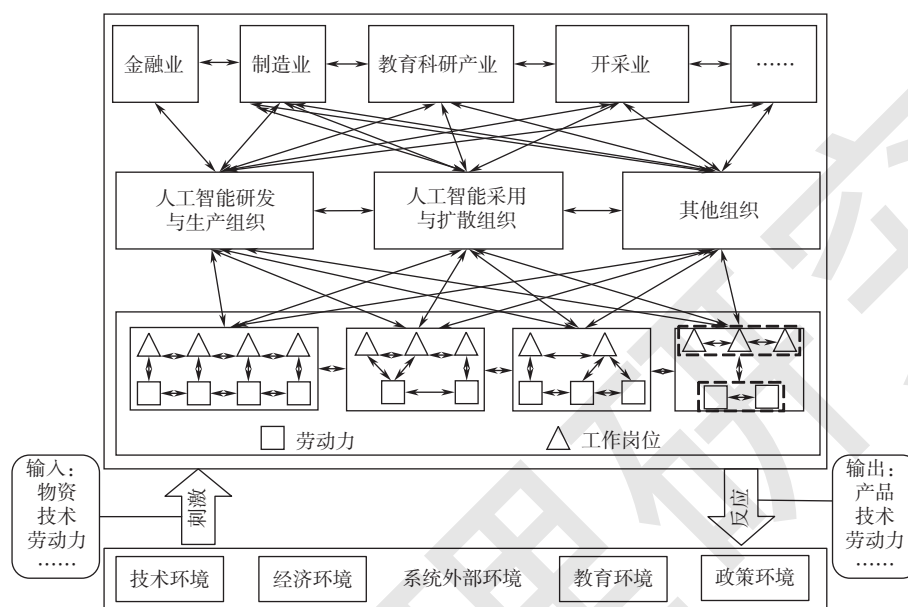 金融业
制造业
教育科研产业
开采业
……
人工智能研发
与生产组织
人工智能采用
与扩散组织
其他组织
劳动力
工作岗位
输入：
物资
技术
劳动力
……
刺激
反应
输出：
产品
技术
劳动力
……
技术环境
经济环境
系统外部环境
教育环境
政策环境
理研究